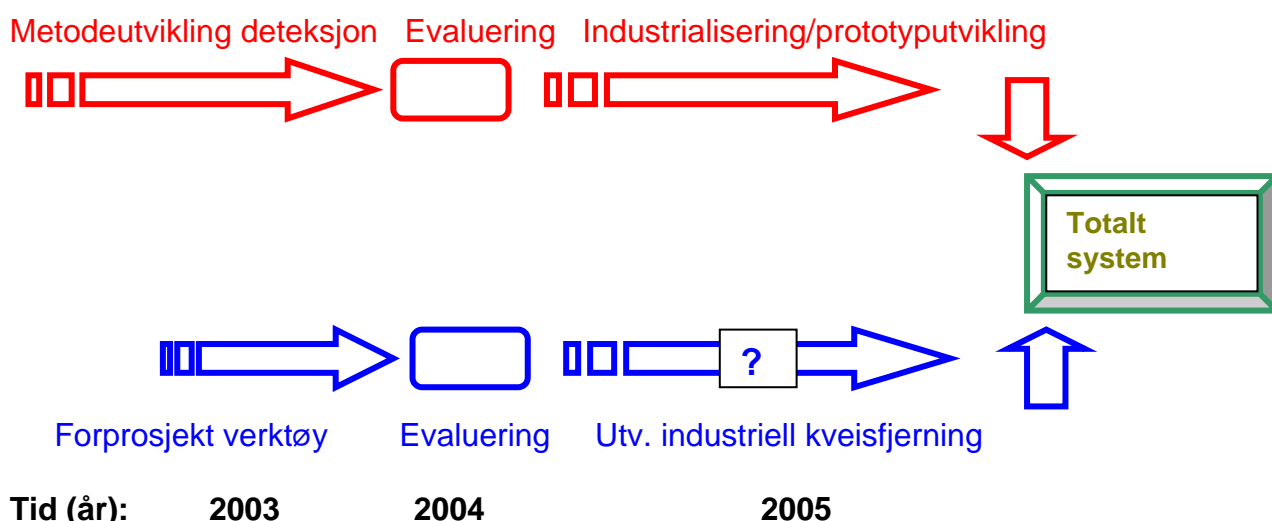 Metodeutvikling deteksjon Evaluering Industrialisering/prototyputvikling
Totalt
system
?
Forprosjekt verktøy Evaluering Utv. industriell kveisfjerning
Tid (år): 2003 2004 2005